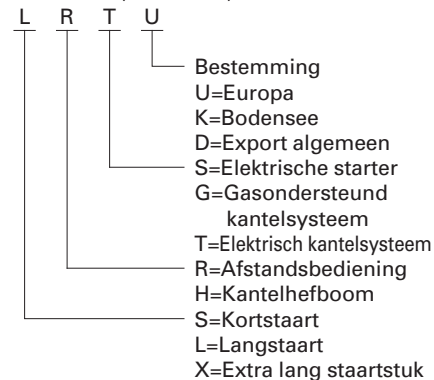 L R T U
Bestemming
U=Europa
K=Bodensee
D=Export algemeen
S=Elektrische starter
G=Gasondersteund
kantelsysteem
T=Elektrisch kantelsysteem
R=Afstandsbediening
H=Kantelhefboom
S=Kortstaart
L=Langstaart
X=Extra lang staartstuk